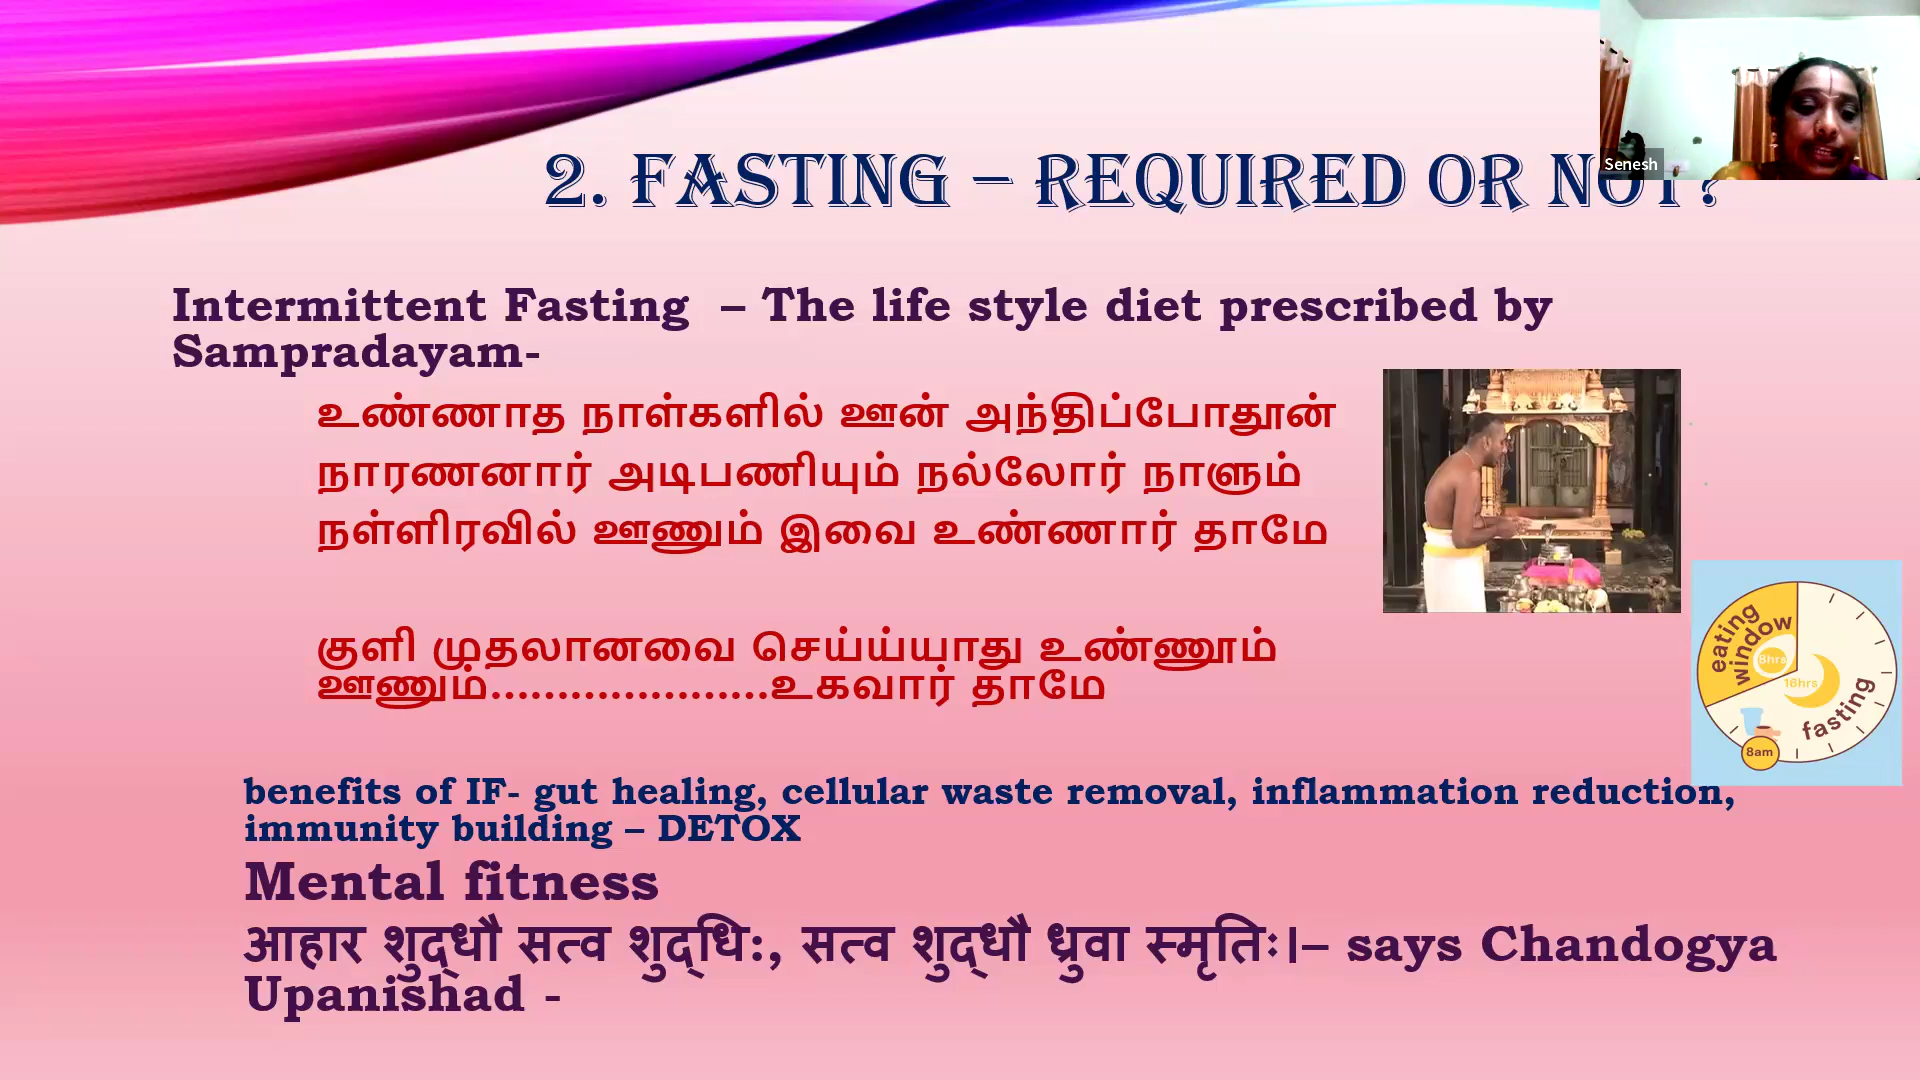 Senesh
2. FASTING – REQUIRED OR NOT?
Intermittent Fasting – The life style diet prescribed by
Sampradayam-
உண்ணாத நாள்களில் ஊன் அந்திப்போதூன்
நாரணனார் அடிபணியும் நல்லோர் நாளும்
நள்ளிரவில் ஊணும் இவை உண்ணார் தாமே
குளி முதலானவை செய்ய்யாது உண்ணூம்
ஊணும்.....................உகவார் தாமே
eating
window
8hrs
16hrs
fasting
8am
benefits of IF- gut healing, cellular waste removal, inflammation reduction,
immunity building – DETOX
Mental fitness
आहार शुद्धौ सत्व शुद्धि:, सत्व शुद्धौ ध्रुवा स्मृतिः।– says Chandogya
Upanishad -